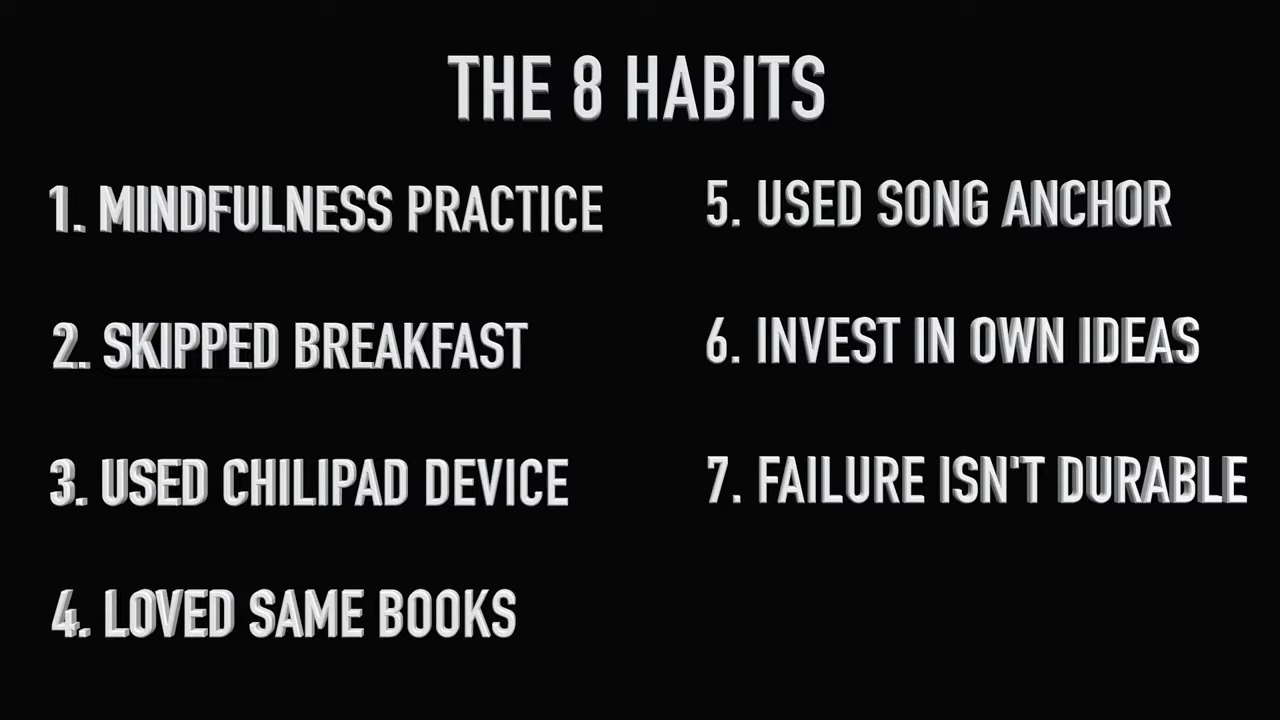 THE 8 HABITS
1. MINDFULNESS PRACTICE
2. SKIPPED BREAKFAST
3. USED CHILIPAD DEVICE
4. LOVED SAME BOOKS
5. USED SONG ANCHOR
6. INVEST IN OWN IDEAS
7. FAILURE ISN'T DURABLE